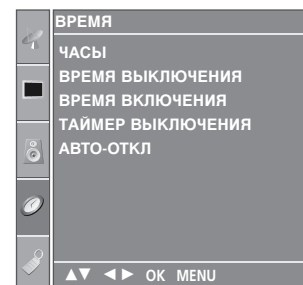 ВРЕМЯ
ЧАСЫ
ВРЕМЯ ВЫКЛЮЧЕНИЯ
ВРЕМЯ ВКЛЮЧЕНИЯ
ТАЙМЕР ВЫКЛЮЧЕНИЯ
АВТО-ОТКЛ
▲▼ ◄► OK MENU